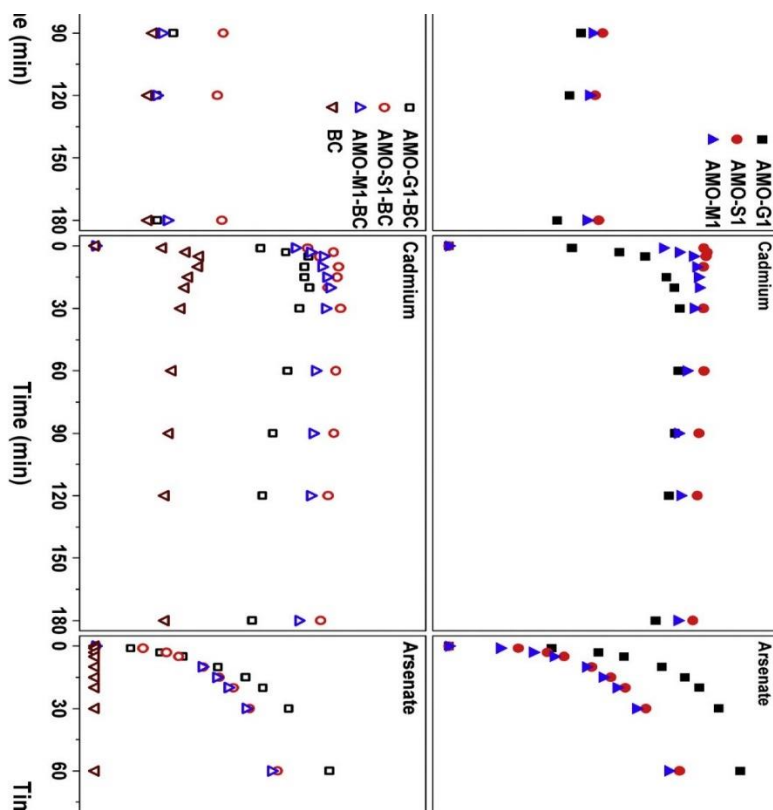 AMO-G1
AMO-S1
AMO-M1
Cadmium
Arsenate
AMO-G1-BC
AMO-S1-BC
AMO-M1-BC
BC
Cadmium
Arsenate
90
120
150
180
0
30
60
90
120
150
180
0
30
60
(min)
Time (min)